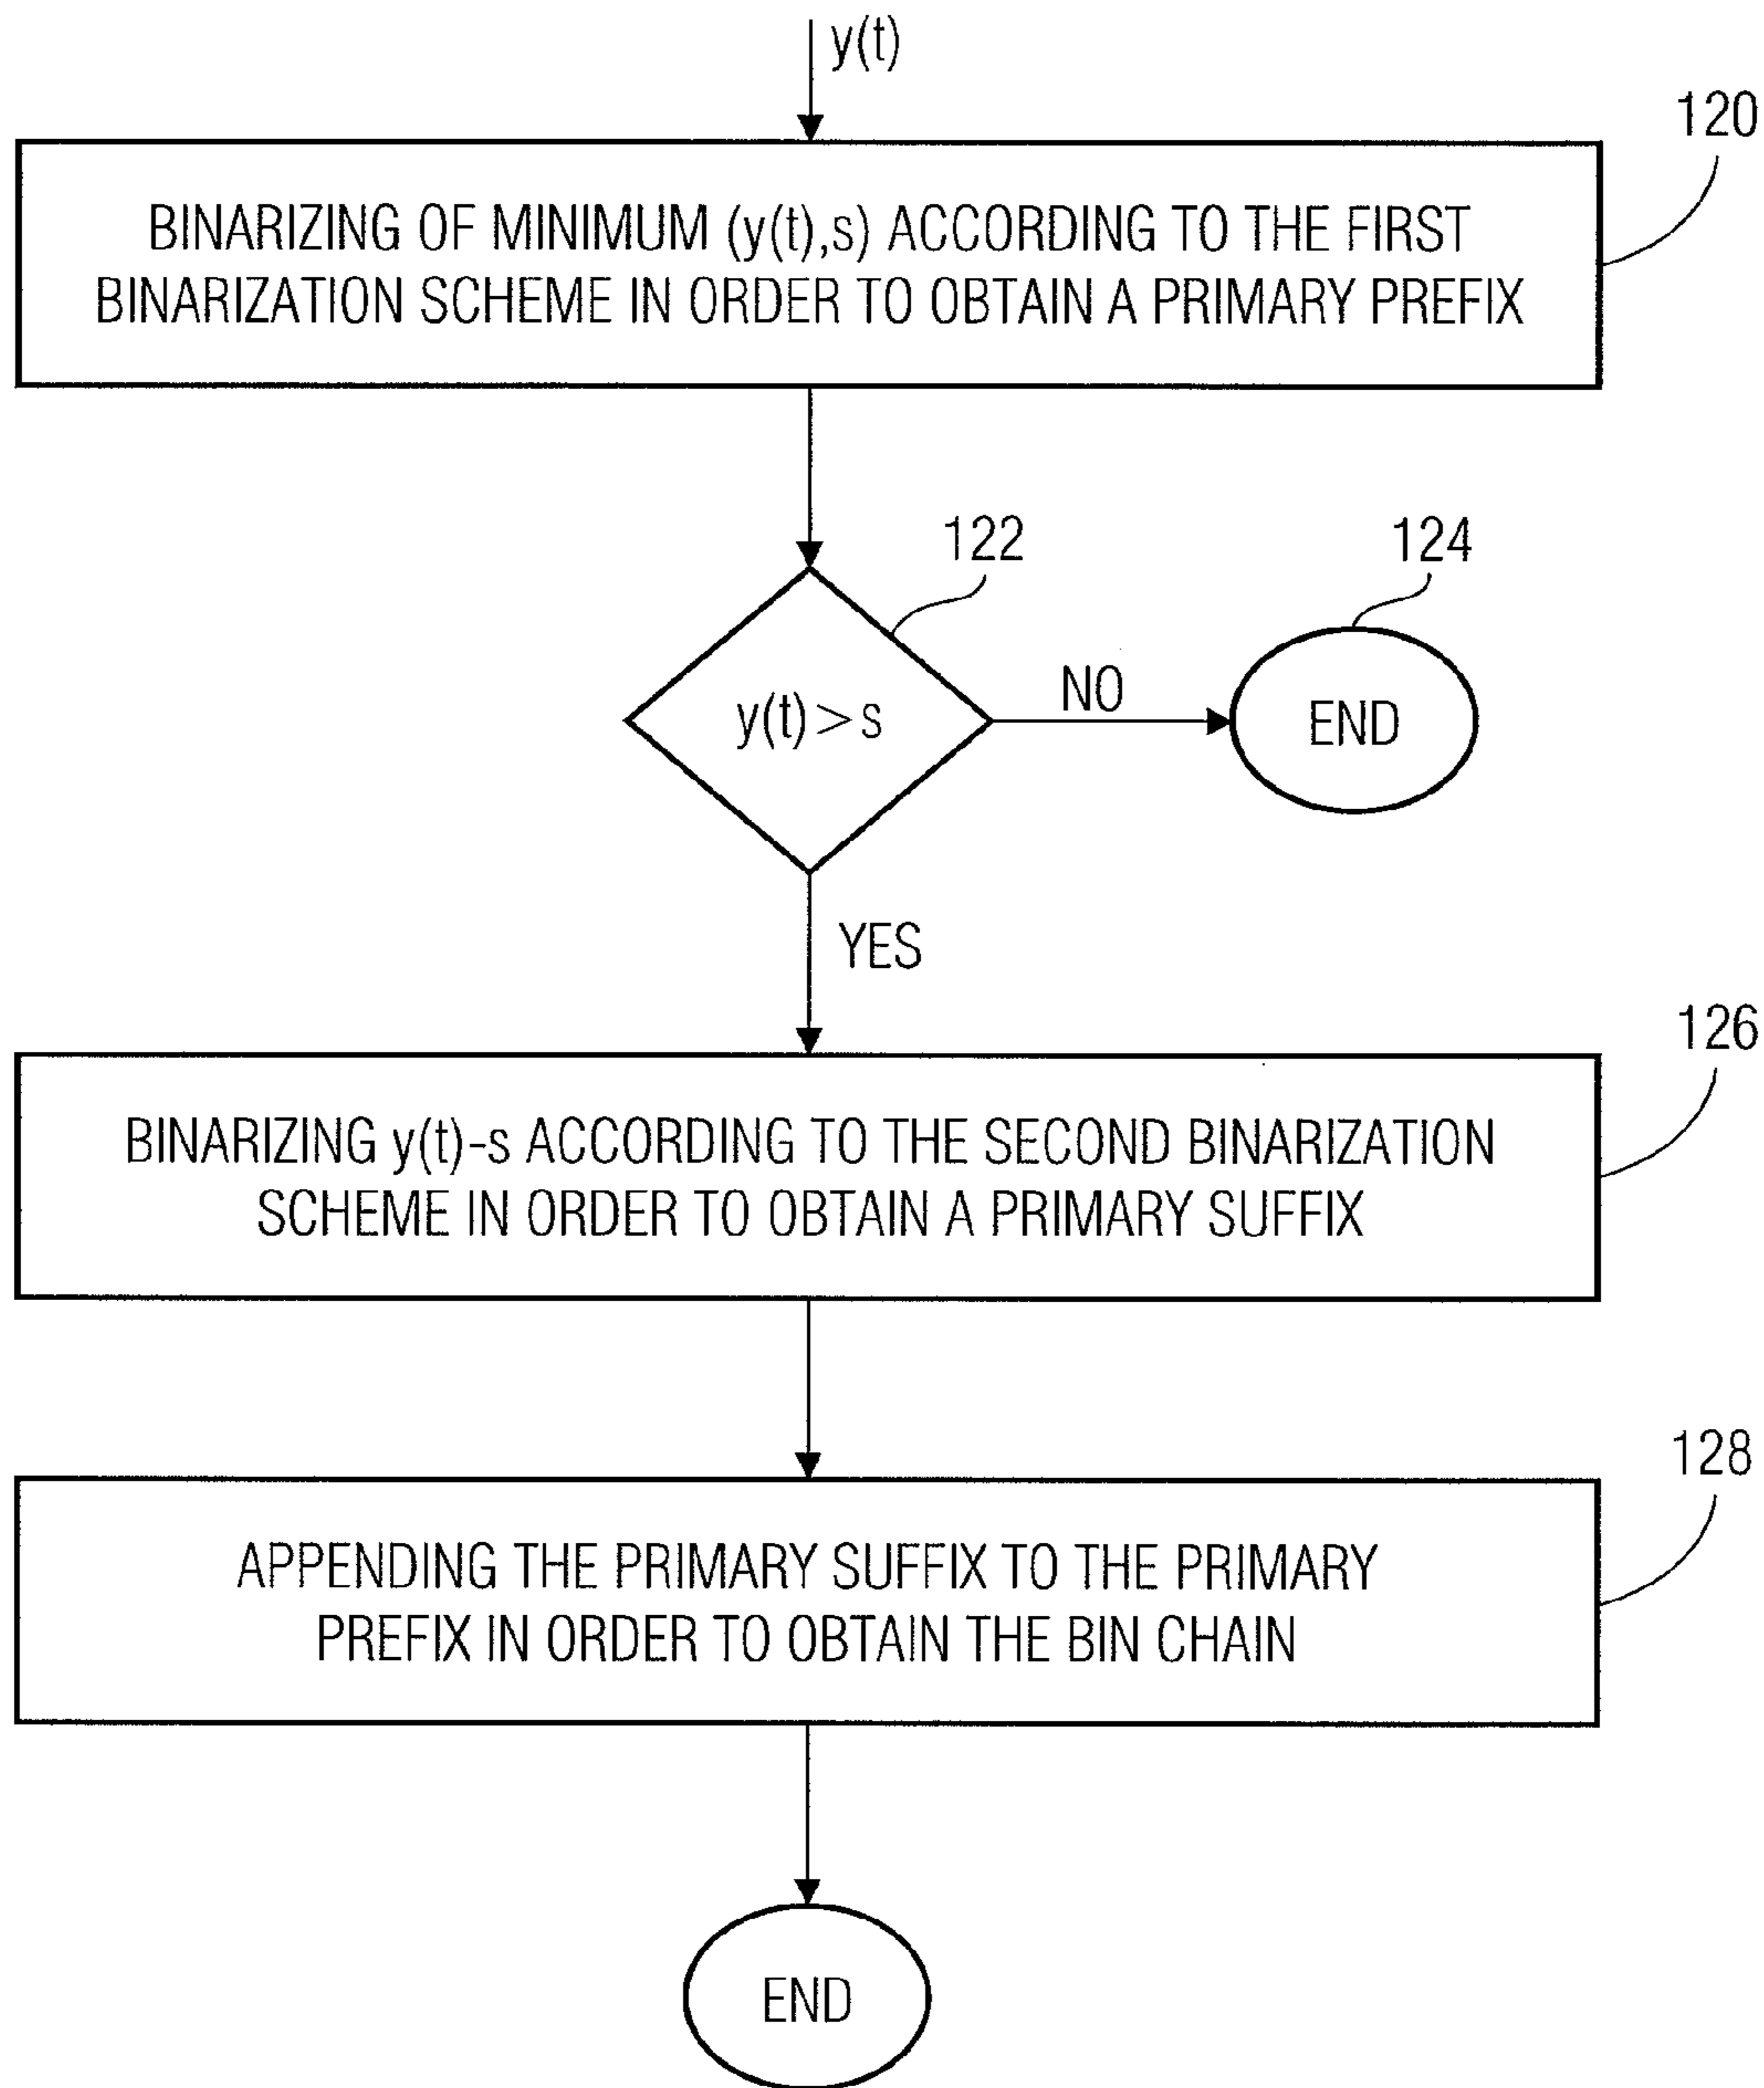 y(t)
120
BINARIZING OF MINIMUM (y(t),s) ACCORDING TO THE FIRST
BINARIZATION SCHEME IN ORDER TO OBTAIN A PRIMARY PREFIX
122
124
y(t)>s
NO
END
YES
126
BINARIZING y(t)-s ACCORDING TO THE SECOND BINARIZATION
SCHEME IN ORDER TO OBTAIN A PRIMARY SUFFIX
128
APPENDING THE PRIMARY SUFFIX TO THE PRIMARY
PREFIX IN ORDER TO OBTAIN THE BIN CHAIN
END